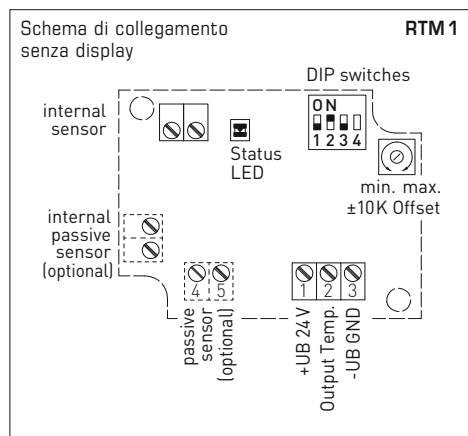 Schema di collegamento
senza display
RTM 1
DIP switches
ON
1 2 3 4
internal
sensor
Status
LED
min. max.
±10K Offset
internal
passive
sensor
(optional)
4 5
1 2 3
passive
sensor
(optional)
+UB 24V
Output Temp.
-UB GND